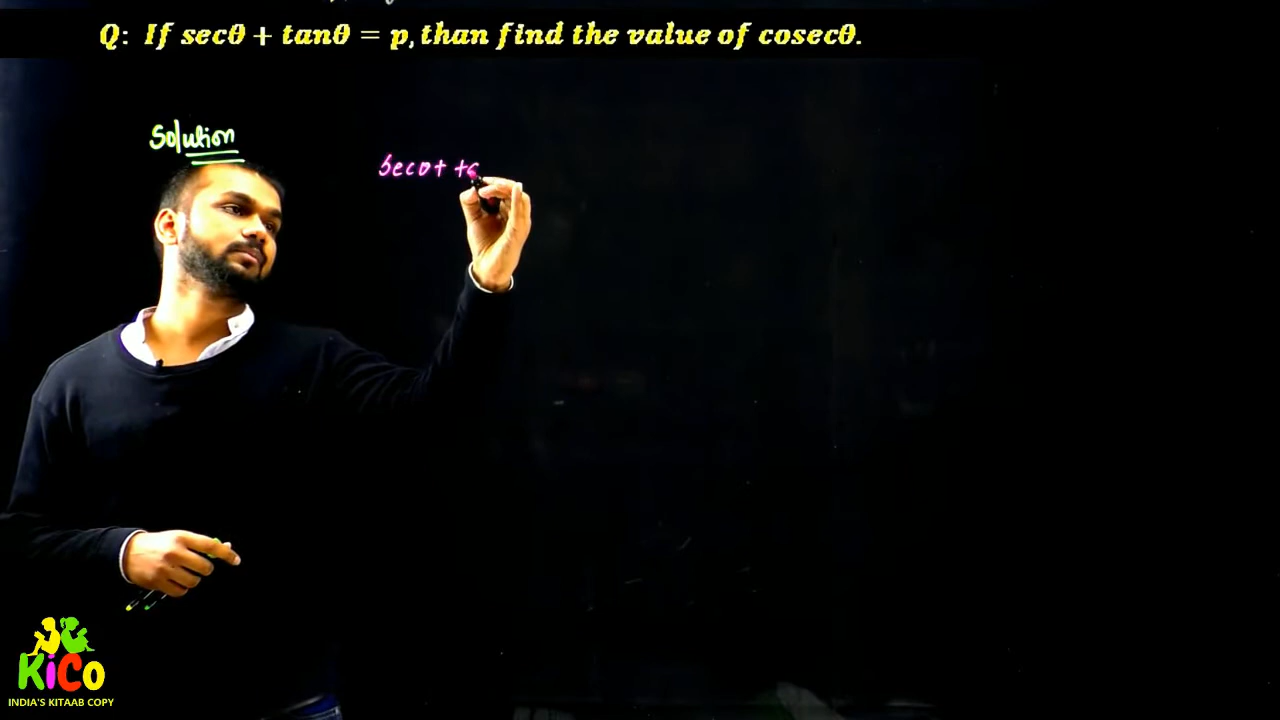 Q: If secθ + tanθ = p, than find the value of cosecθ.
Solution
secθ+ ta
KiCo
INDIA'S KITAAB COPY